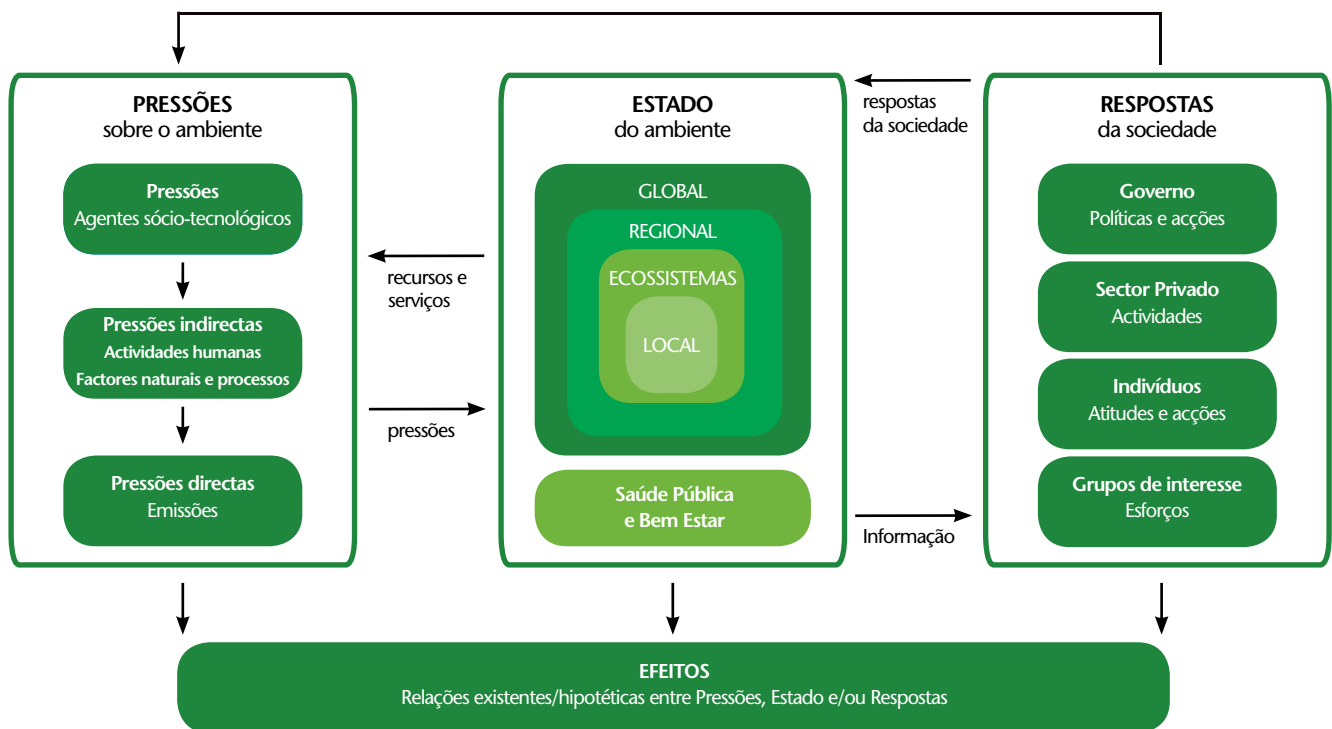 PRESSÕES
sobre o ambiente
Pressões
Agentes sócio-tecnológicos
Pressões indirectas
Actividades humanas
Factores naturais e processos
Pressões directas
Emissões
recursos e
serviços
pressões
ESTADO
do ambiente
GLOBAL
REGIONAL
ECOSSISTEMAS
LOCAL
Saúde Pública
e Bem Estar
respostas
da sociedade
Informação
RESPOSTAS
da sociedade
Governo
Políticas e acções
Sector Privado
Actividades
Indivíduos
Atitudes e acções
Grupos de interesse
Esforços
EFEITOS
Relações existentes/hipotéticas entre Pressões, Estado e/ou Respostas